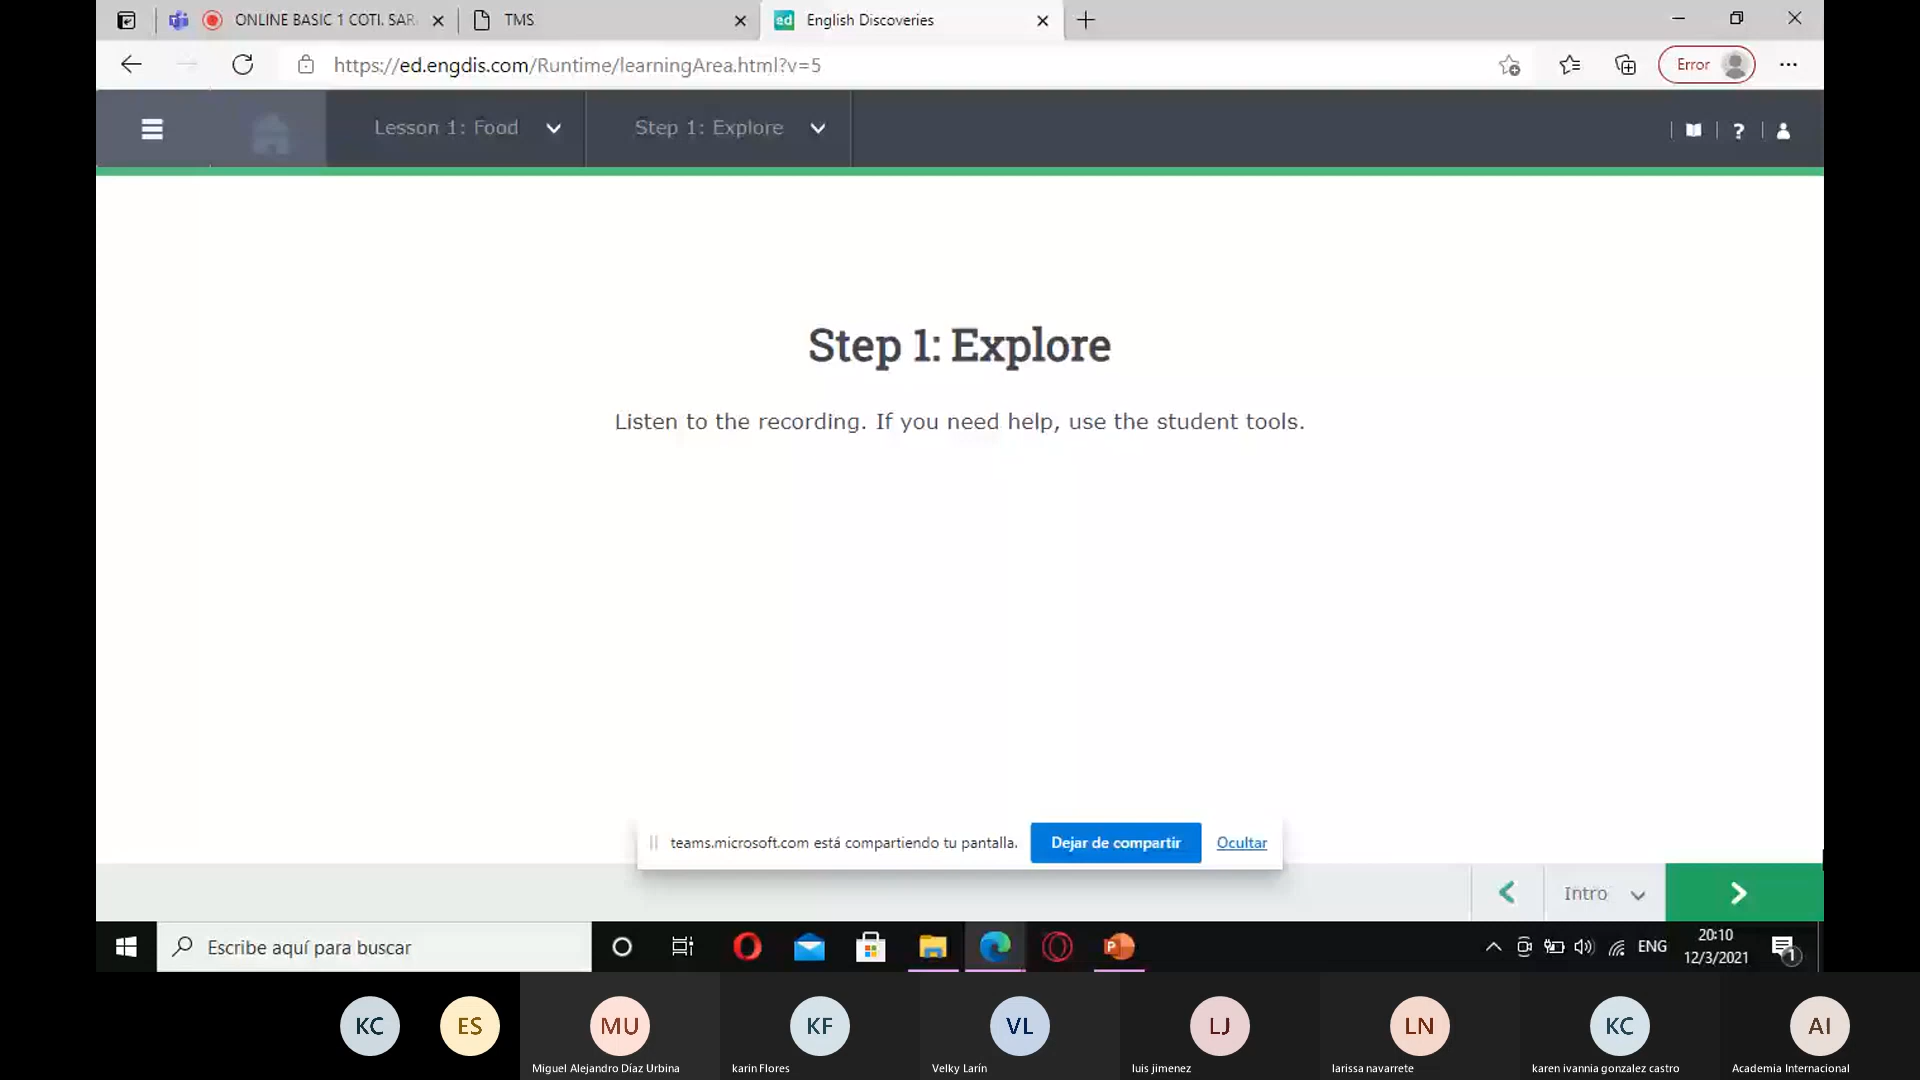 ONLINE BASIC 1 COTI. SAR
TMS
ed English Discoveries
https://ed.engdis.com/Runtime/learningArea.html?v=5
Error
Lesson 1: Food
Step 1: Explore
?
Step 1: Explore
Listen to the recording. If you need help, use the student tools.
teams.microsoft.com está compartiendo tu pantalla.
Dejar de compartir
Ocultar
Intro
Escribe aquí para buscar
ENG
20:10
12/3/2021
1
KC
ES
MU
KF
VL
LJ
LN
KC
AI
Miguel Alejandro Díaz Urbina
karin Flores
Velky Larín
luis jimenez
larissa navarrete
karen ivannia gonzalez castro
Academia Internacional